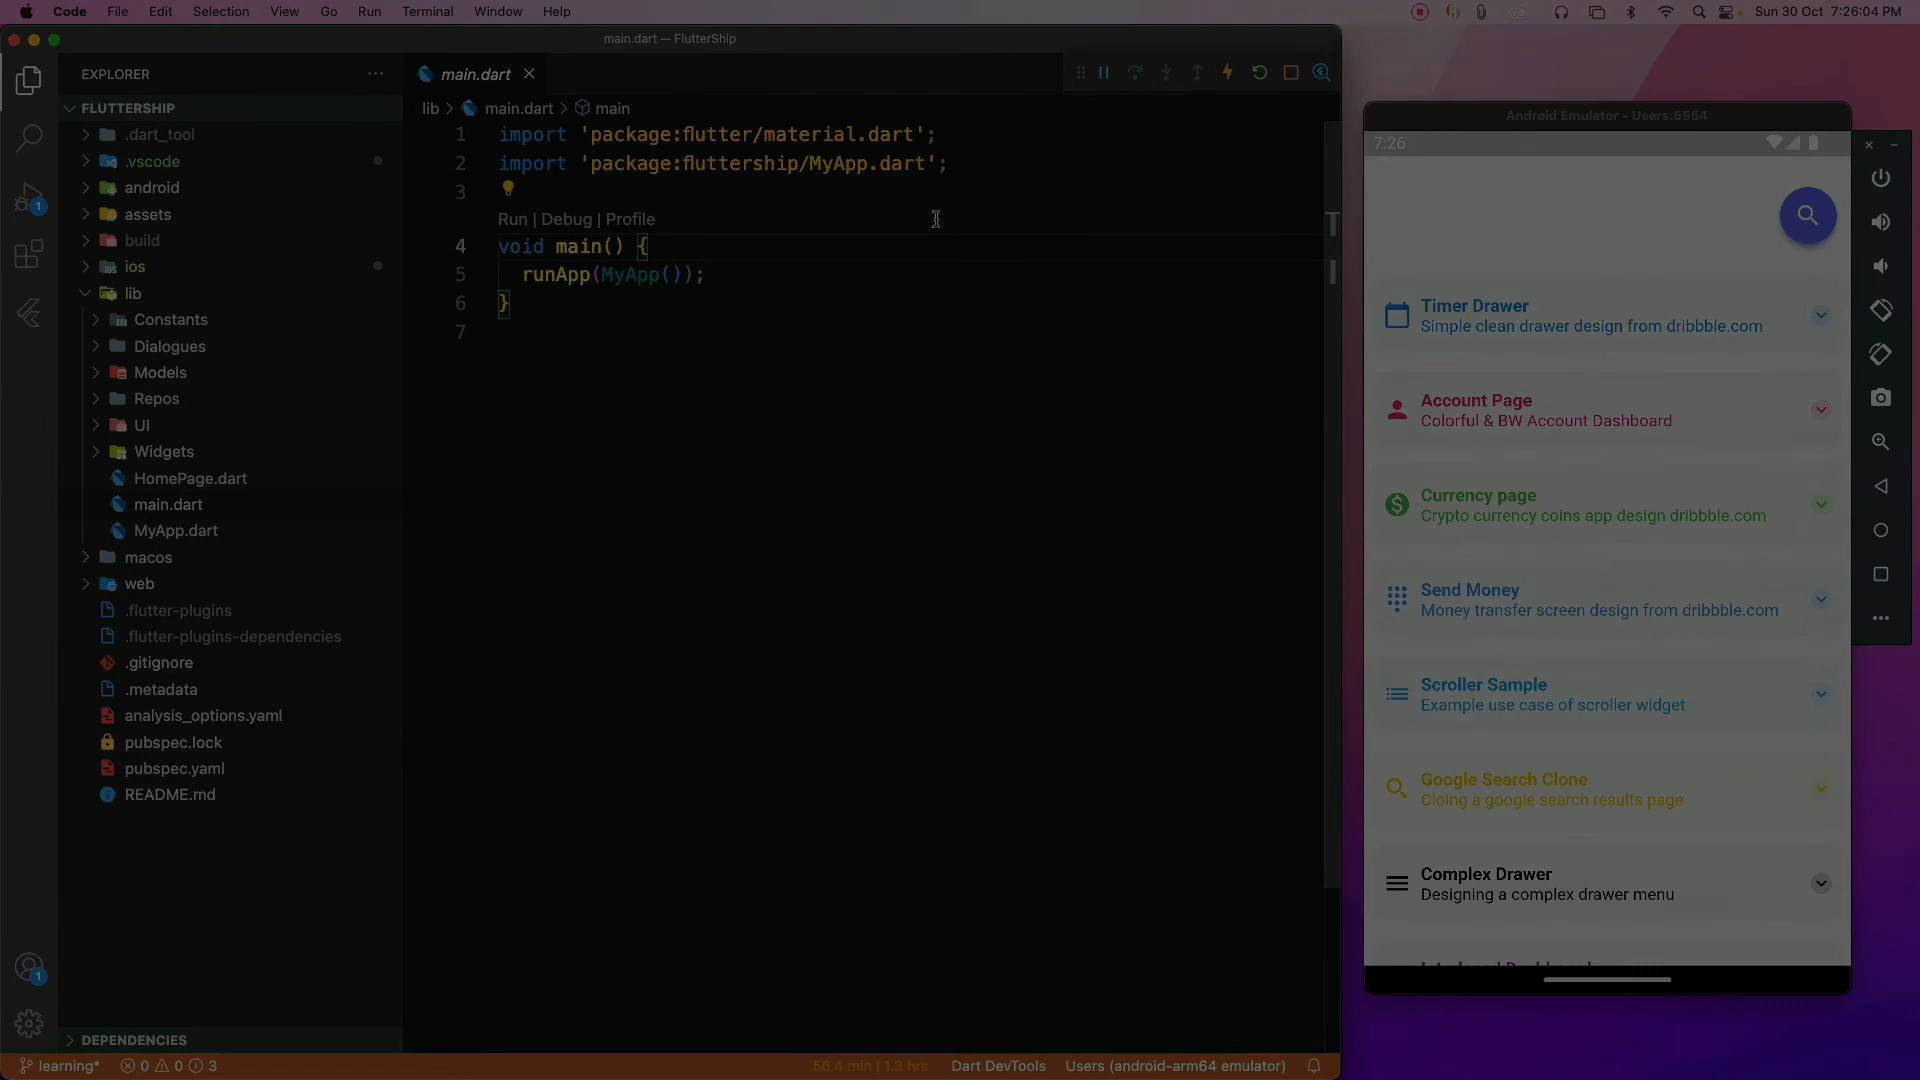 Code File Edit Selection View Go Run Terminal Window Help
Sun 30 Oct 7:26:04 PM
main.dart — FlutterShip
EXPLORER
FLUTTERSHIP
.dart_tool
.vscode
android
assets
build
ios
lib
Constants
Dialogues
Models
Repos
UI
Widgets
HomePage.dart
main.dart
MyApp.dart
macos
web
.flutter-plugins
.flutter-plugins-dependencies
.gitignore
.metadata
analysis_options.yaml
pubspec.lock
pubspec.yaml
README.md
DEPENDENCIES
1
1
main.dart
lib > main.dart > main
1 import 'package:flutter/material.dart';
2 import 'package:fluttership/MyApp.dart';
3
Run | Debug | Profile
4 void main() {
5 runApp(MyApp());
6 }
7
learning* 0 0 3
56.4 min | 1.3 hrs Dart DevTools Users (android-arm64 emulator)
Android Emulator - Users:5554
7:26
Timer Drawer
Simple clean drawer design from dribbble.com
Account Page
Colorful & BW Account Dashboard
Currency page
Crypto currency coins app design dribbble.com
Send Money
Money transfer screen design from dribbble.com
Scroller Sample
Example use case of scroller widget
Google Search Clone
Cloing a google search results page
Complex Drawer
Designing a complex drawer menu